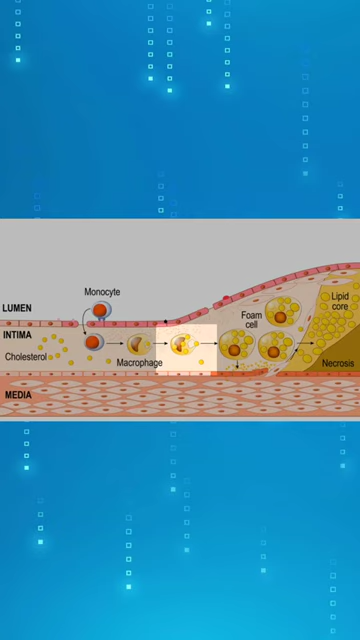 Monocyte
LUMEN
Lipid
core
Foam
cell
INTIMA
Cholesterol
Macrophage
Necrosis
MEDIA